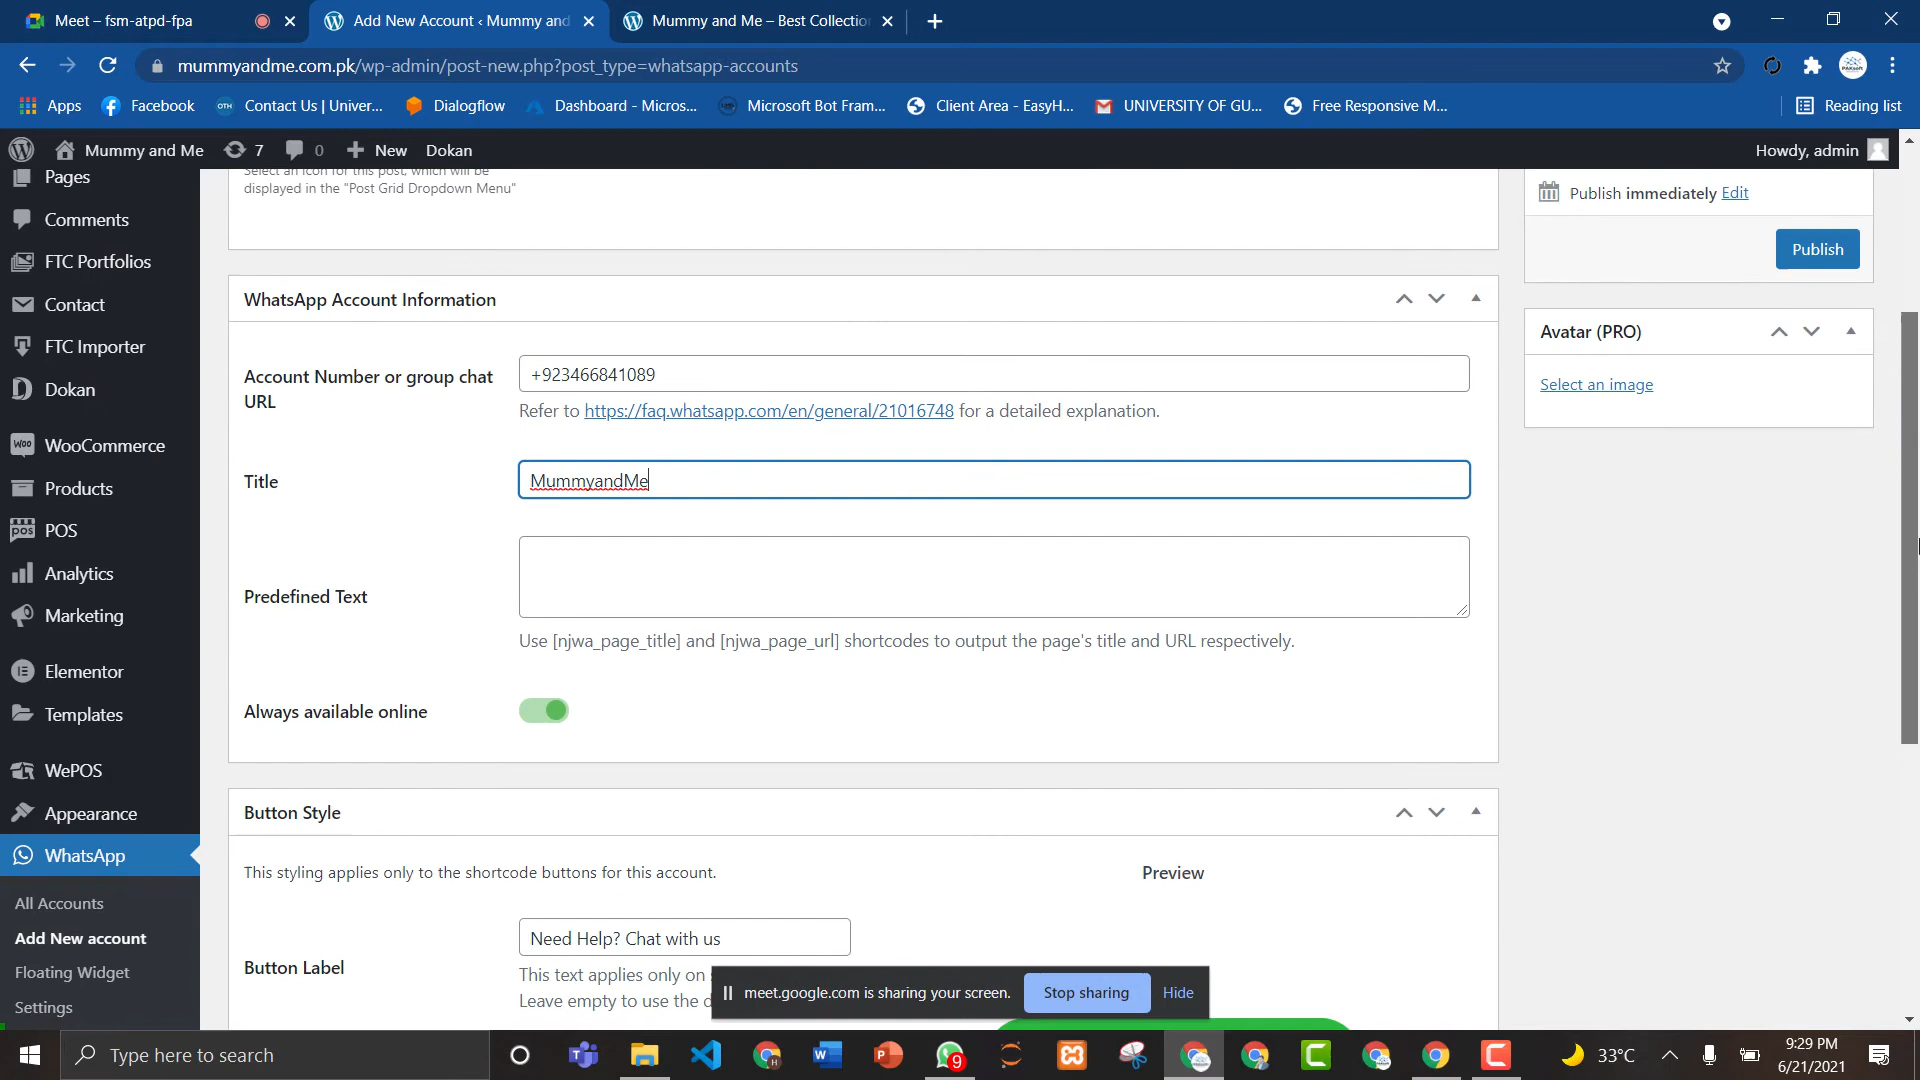 Meet – fsm-atpd-fpa
Add New Account ‹ Mummy and
Mummy and Me – Best Collectio
mummyandme.com.pk/wp-admin/post-new.php?post_type=whatsapp-accounts
Apps
Facebook
Contact Us | Univer...
Dialogflow
Dashboard - Micros...
Microsoft Bot Fram...
Client Area - EasyH...
UNIVERSITY OF GU...
Free Responsive M...
Reading list
Mummy and Me
7
0
New
Dokan
Howdy, admin
Pages
Comments
FTC Portfolios
Contact
FTC Importer
Dokan
WooCommerce
Products
POS
Analytics
Marketing
Elementor
Templates
WePOS
Appearance
WhatsApp
All Accounts
Add New account
Floating Widget
Settings
Select an icon for this post, which will be
displayed in the "Post Grid Dropdown Menu"
WhatsApp Account Information
Account Number or group chat
URL
+923466841089
Refer to https://faq.whatsapp.com/en/general/21016748 for a detailed explanation.
Title
MummyandMe
Predefined Text
Use [njwa_page_title] and [njwa_page_url] shortcodes to output the page's title and URL respectively.
Always available online
Button Style
This styling applies only to the shortcode buttons for this account.
Preview
Button Label
Need Help? Chat with us
This text applies only on
Leave empty to use the d
Publish immediately Edit
Publish
Avatar (PRO)
Select an image
meet.google.com is sharing your screen.
Stop sharing
Hide
Type here to search
9
33°C
9:29 PM
6/21/2021